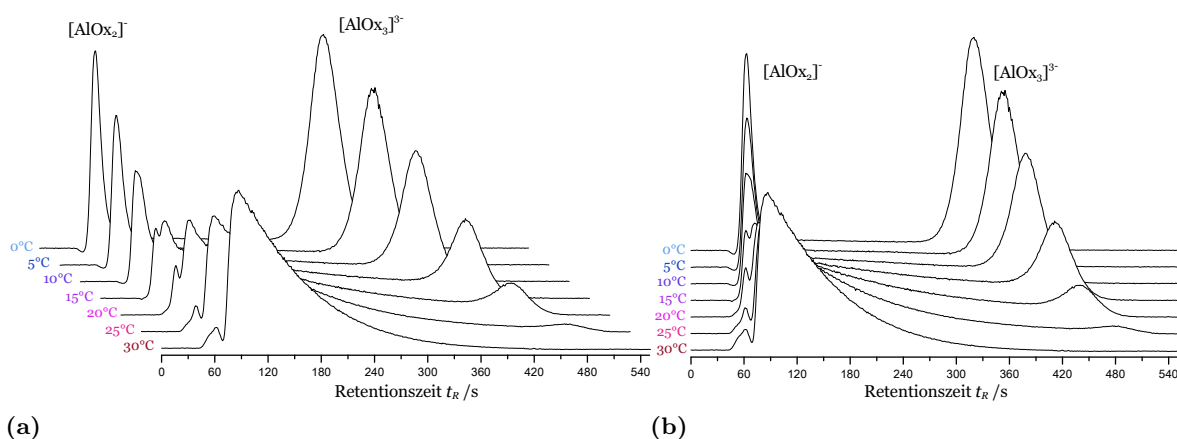 [AlOx₂]⁻
[AlOx₃]³⁻
0°C
5°C
10°C
15°C
20°C
25°C
30°C
0 60 120 180 240 300 360 420 480 540
Retentionszeit t_R /s
(a)
[AlOx₂]⁻
[AlOx₃]³⁻
0°C
5°C
10°C
15°C
20°C
25°C
30°C
0 60 120 180 240 300 360 420 480 540
Retentionszeit t_R /s
(b)